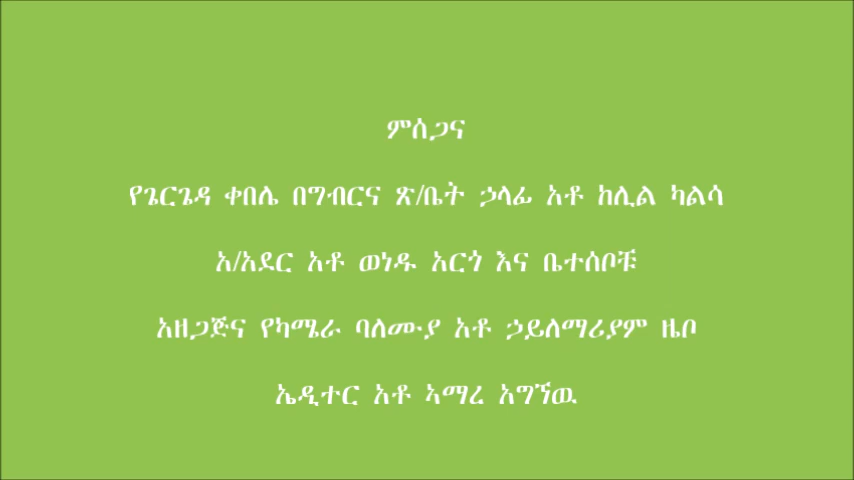 ምሰጋና
የጌርጌዳ ቀበሌ በግብርና ጽ/ቤት ኃላፊ አቶ ከሊል ካልሳ
አ/አደር አቶ ወነዱ አርጎ እና ቤተሰቦቹ
አዘጋጅና የካሜራ ባለሙያ አቶ ኃይለማሪያም ዜቦ
ኤዲተር አቶ ኣማረ አግኘዉ